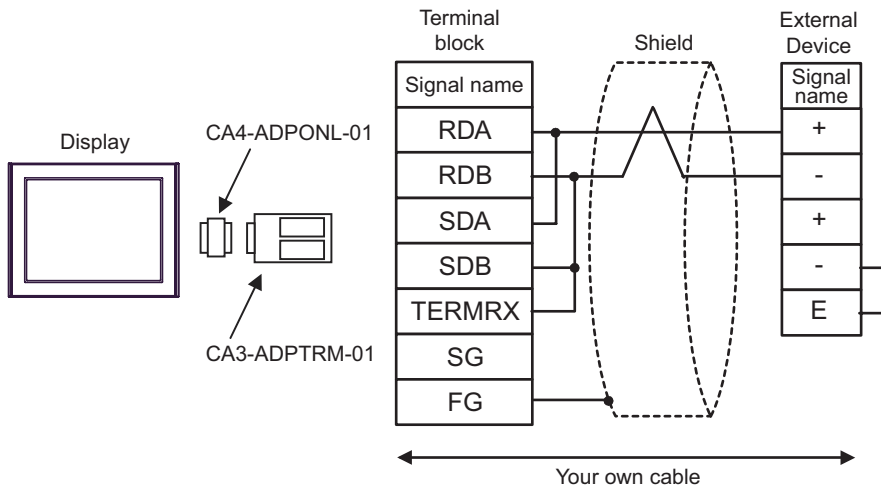 Display
CA4-ADPONL-01
CA3-ADPTRM-01
Terminal
block
Signal name
RDA
RDB
SDA
SDB
TERMRX
SG
FG
Shield
External
Device
Signal
name
+
-
+
-
E
Your own cable